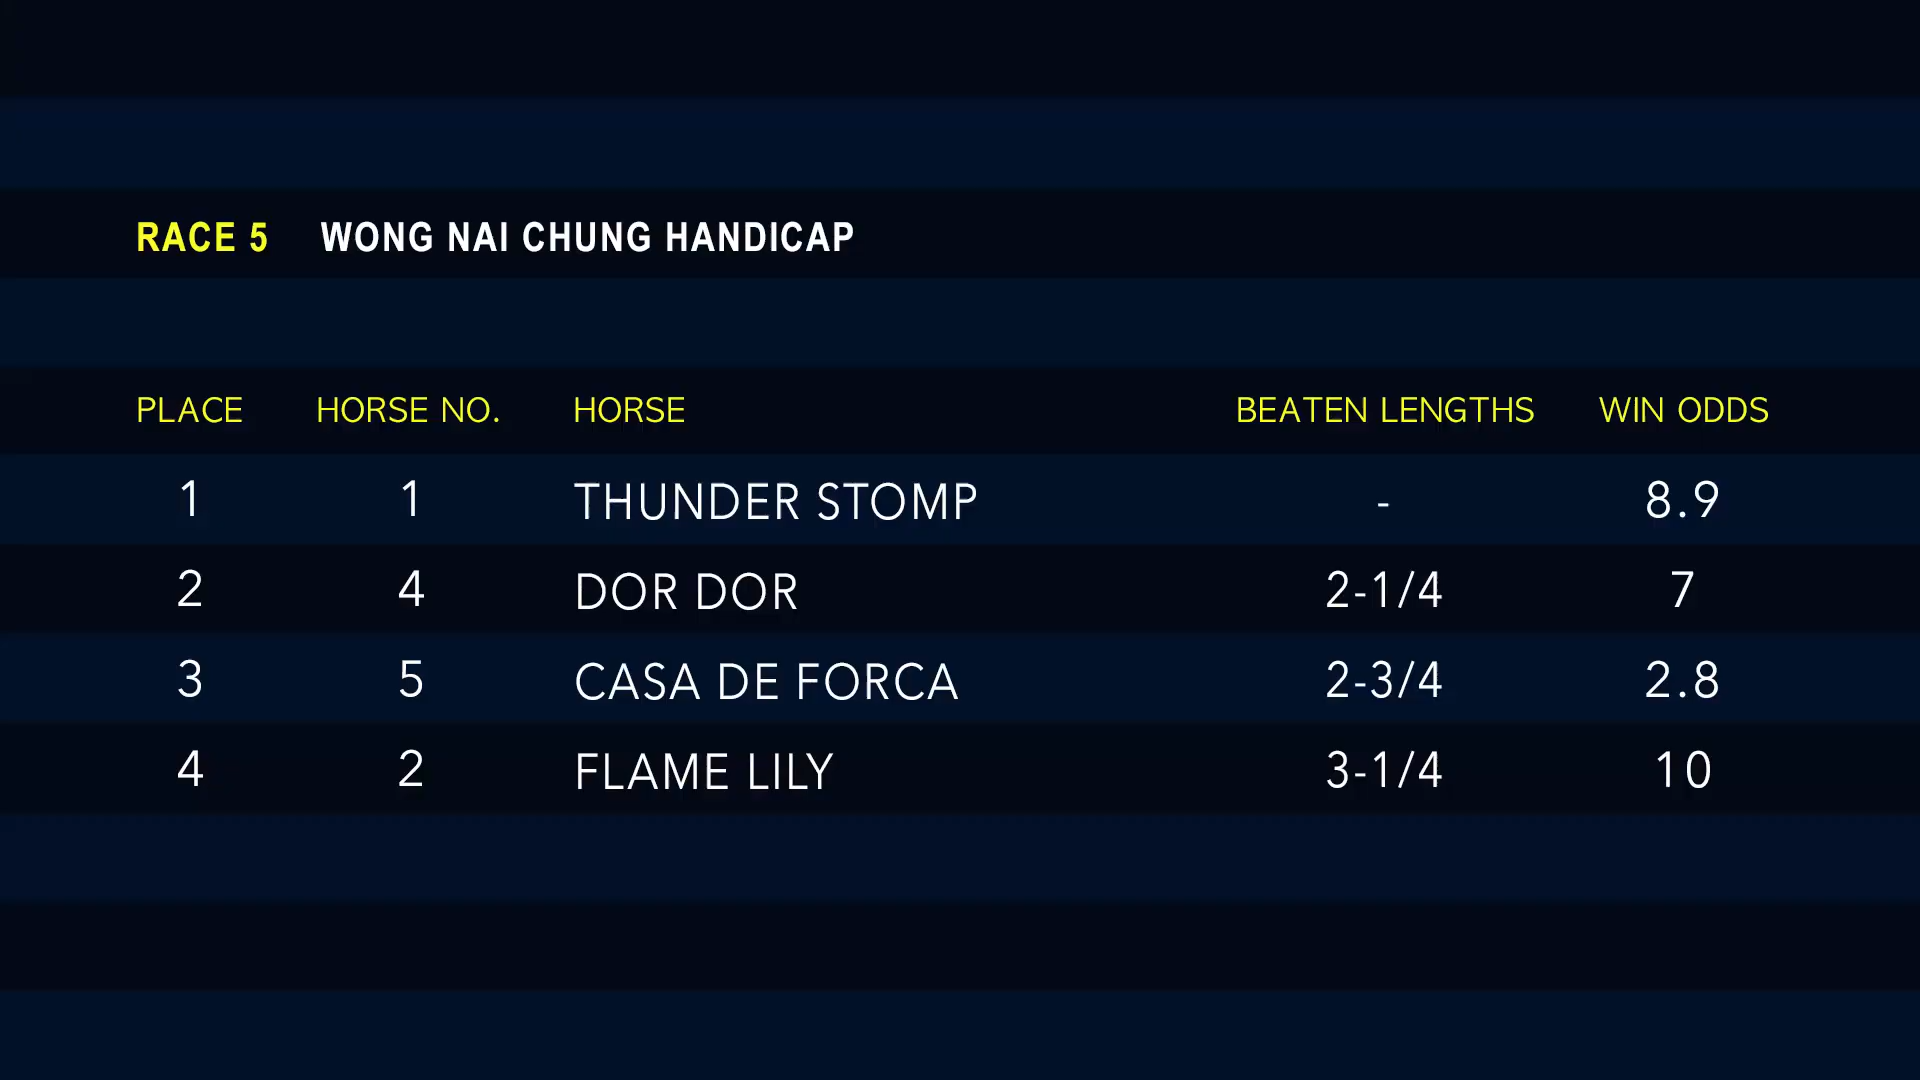 RACE 5 WONG NAI CHUNG HANDICAP
PLACE HORSE NO. HORSE BEATEN LENGTHS WIN ODDS
1 1 THUNDER STOMP - 8.9
2 4 DOR DOR 2-1/4 7
3 5 CASA DE FORCA 2-3/4 2.8
4 2 FLAME LILY 3-1/4 10